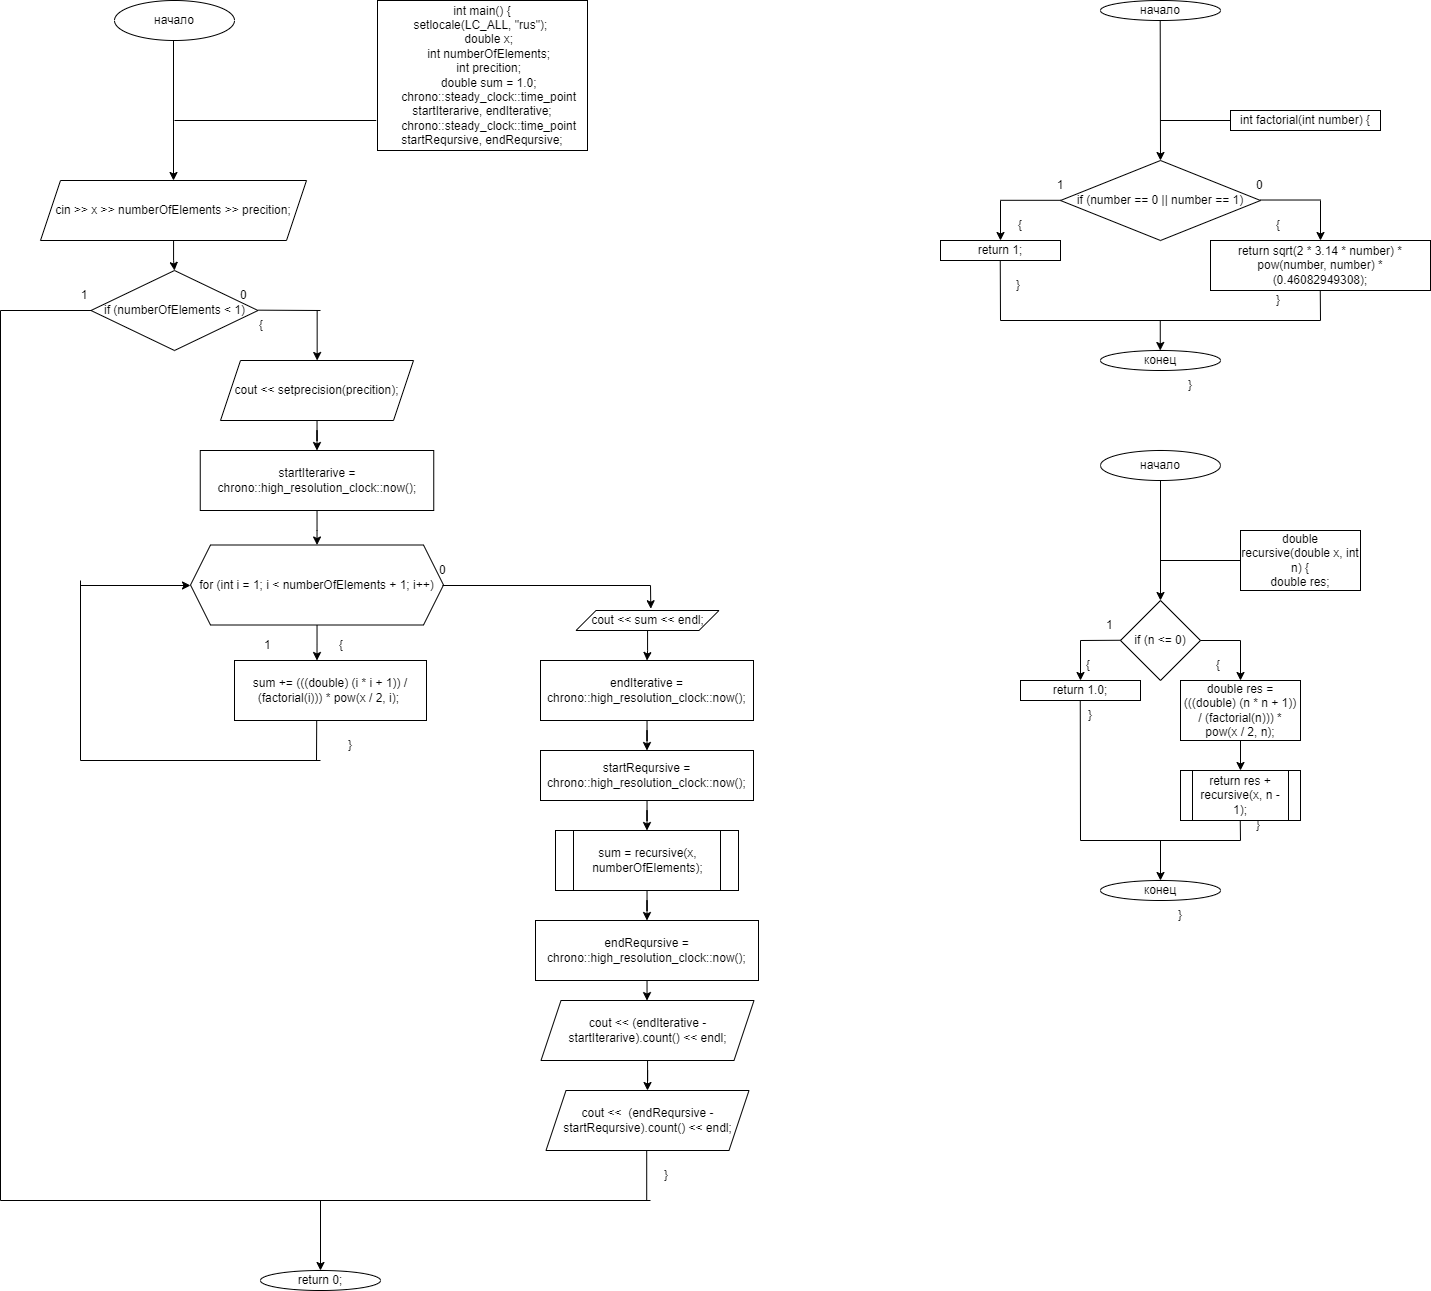 начало
int main() {
setlocale(LC_ALL, "rus");
double x;
int numberOfElements;
int precition;
double sum = 1.0;
chrono::steady_clock::time_point
startIterarive, endIterative;
chrono::steady_clock::time_point
startReqursive, endReqursive;
cin >> x >> numberOfElements >> precition;
1
0
if (numberOfElements < 1)
{
cout << setprecision(precition);
startIterarive =
chrono::high_resolution_clock::now();
for (int i = 1; i < numberOfElements + 1; i++)
0
1
{
sum += (((double) (i * i + 1)) /
(factorial(i))) * pow(x / 2, i);
}
cout << sum << endl;
endIterative =
chrono::high_resolution_clock::now();
startReqursive =
chrono::high_resolution_clock::now();
sum = recursive(x,
numberOfElements);
endReqursive =
chrono::high_resolution_clock::now();
cout << (endIterative -
startIterarive).count() << endl;
cout <<  (endReqursive -
startReqursive).count() << endl;
}
return 0;
начало
int factorial(int number) {
1
0
if (number == 0 || number == 1)
{
{
return 1;
return sqrt(2 * 3.14 * number) *
pow(number, number) *
(0.46082949308);
}
}
конец
}
начало
double
recursive(double x, int
n) {
double res;
1
if (n <= 0)
{
{
return 1.0;
double res =
(((double) (n * n + 1))
/ (factorial(n))) *
pow(x / 2, n);
}
return res +
recursive(x, n -
1);
}
конец
}